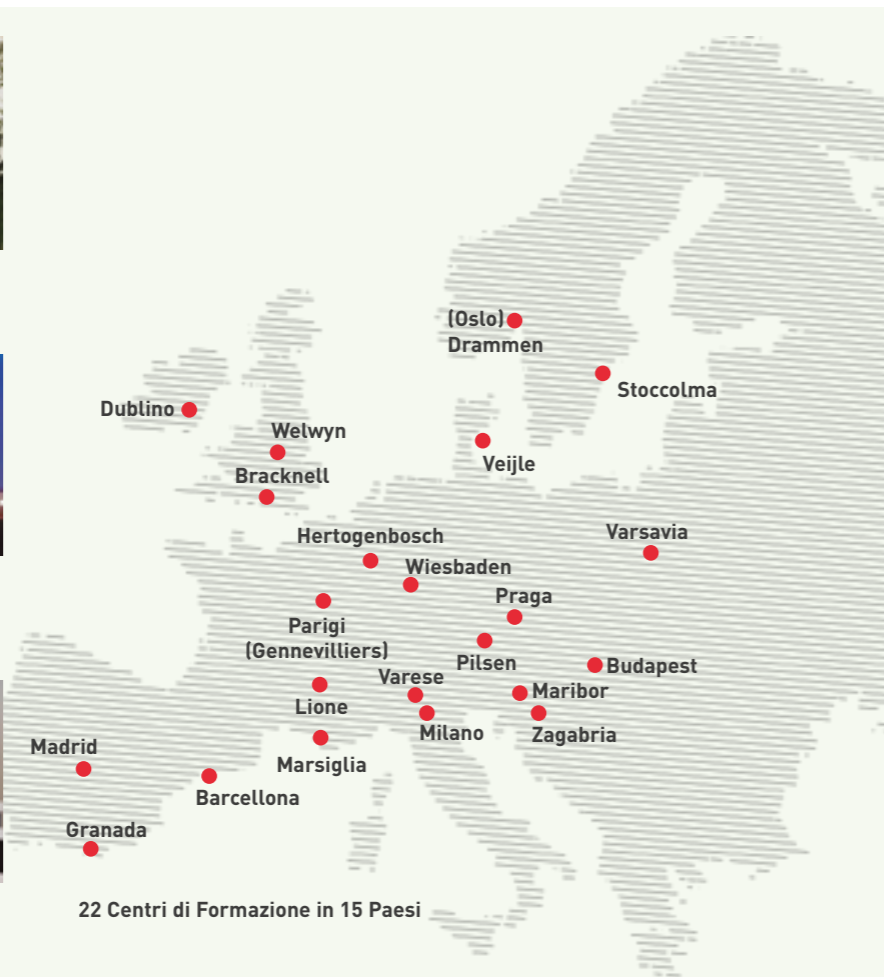 (Oslo)
Drammen
Stoccolma
Dublino
Welwyn
Veijle
Bracknell
Hertogenbosch
Varsavia
Wiesbaden
Praga
Parigi
(Gennevilliers)
Pilsen
Budapest
Varese
Maribor
Lione
Milano
Zagabria
Madrid
Marsiglia
Barcellona
Granada
22 Centri di Formazione in 15 Paesi